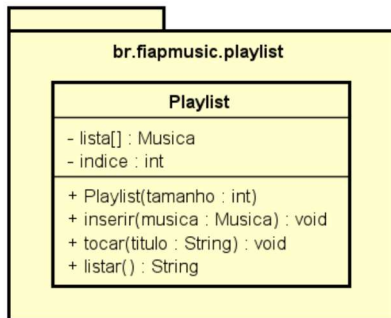 br.fiapmusic.playlist
Playlist
- lista[] : Musica
- indice : int
+ Playlist(tamanho : int)
+ inserir(musica : Musica) : void
+ tocar(titulo : String) : void
+ listar() : String